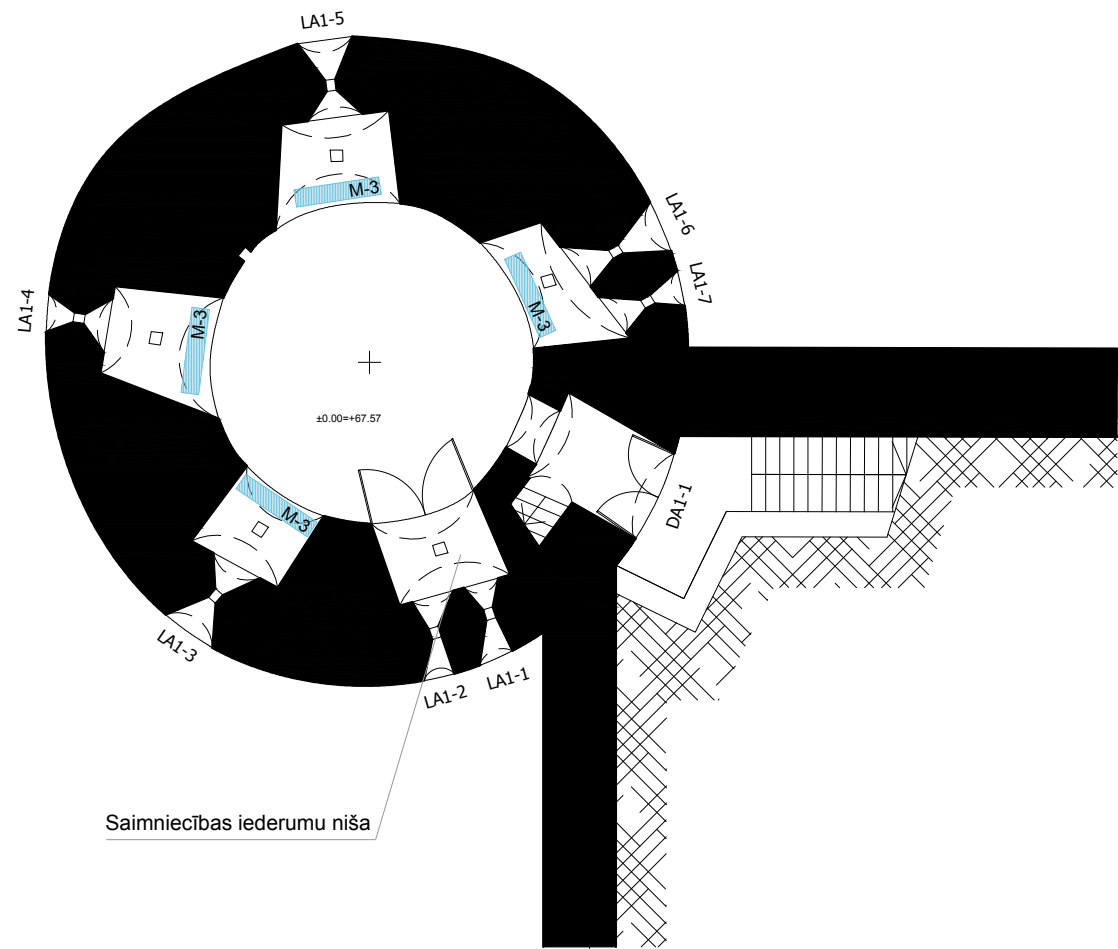 LA1-5
M-3
LA1-6
LA1-7
M-3
LA1-4
M-3
±0.00=+67.57
M-3
DA1-1
LA1-3
LA1-2
LA1-1
Saimniecības iederumu niša